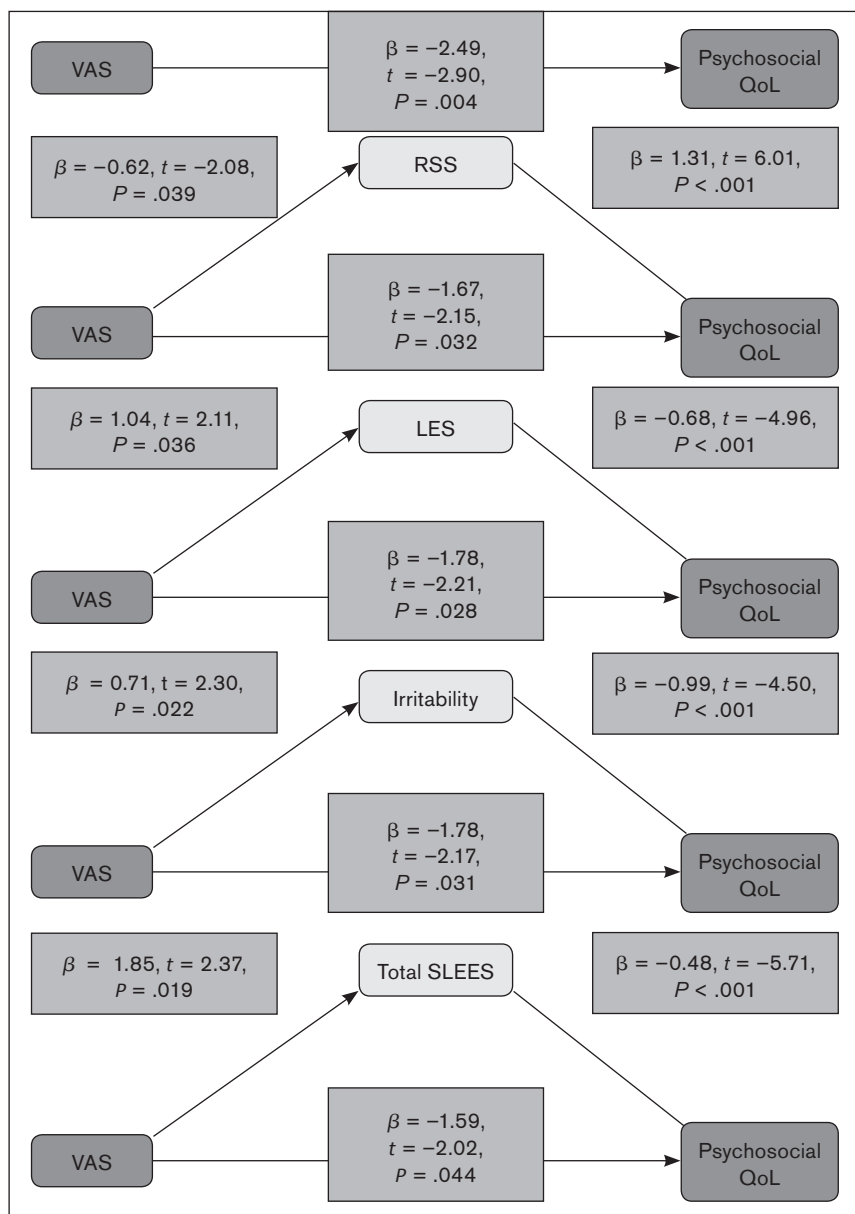 VAS
β = –2.49,
t = –2.90,
P = .004
Psychosocial
QoL
β = –0.62, t = –2.08,
P = .039
RSS
β = 1.31, t = 6.01,
P < .001
VAS
β = –1.67,
t = –2.15,
P = .032
Psychosocial
QoL
β = 1.04, t = 2.11,
P = .036
LES
β = –0.68, t = –4.96,
P < .001
VAS
β = –1.78,
t = –2.21,
P = .028
Psychosocial
QoL
β = 0.71, t = 2.30,
P = .022
Irritability
β = –0.99, t = –4.50,
P < .001
VAS
β = –1.78,
t = –2.17,
P = .031
Psychosocial
QoL
β = 1.85, t = 2.37,
P = .019
Total SLEES
β = –0.48, t = –5.71,
P < .001
VAS
β = –1.59,
t = –2.02,
P = .044
Psychosocial
QoL